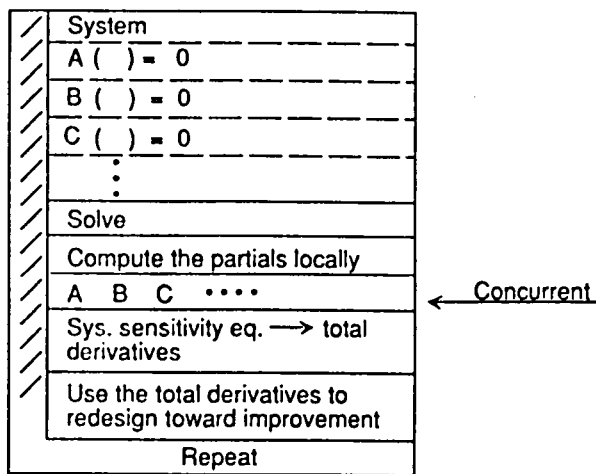 System
A ( ) = 0
B ( ) = 0
C ( ) = 0
Solve
Compute the partials locally
A B C ····
Concurrent
Sys. sensitivity eq. → total
derivatives
Use the total derivatives to
redesign toward improvement
Repeat